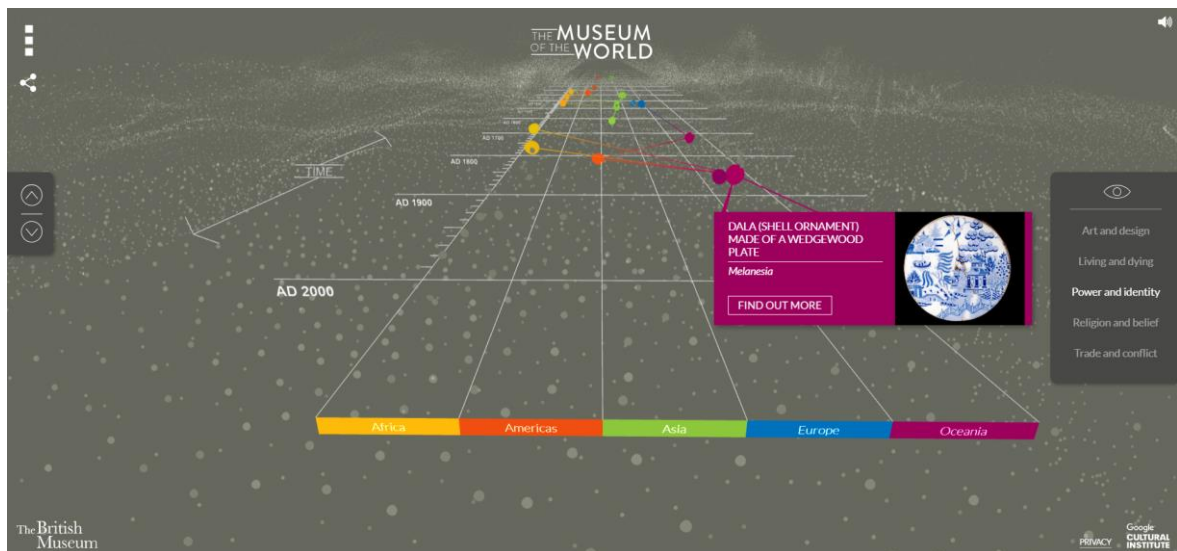 THE MUSEUM
OF THE WORLD
AD 1700
AD 1800
TIME
AD 1900
AD 2000
DALA (SHELL ORNAMENT)
MADE OF A WEDGEWOOD
PLATE
Melanesia
FIND OUT MORE
Art and design
Living and dying
Power and identity
Religion and belief
Trade and conflict
Africa
Americas
Asia
Europe
Oceania
The British
Museum
PRIVACY
Google
CULTURAL
INSTITUTE